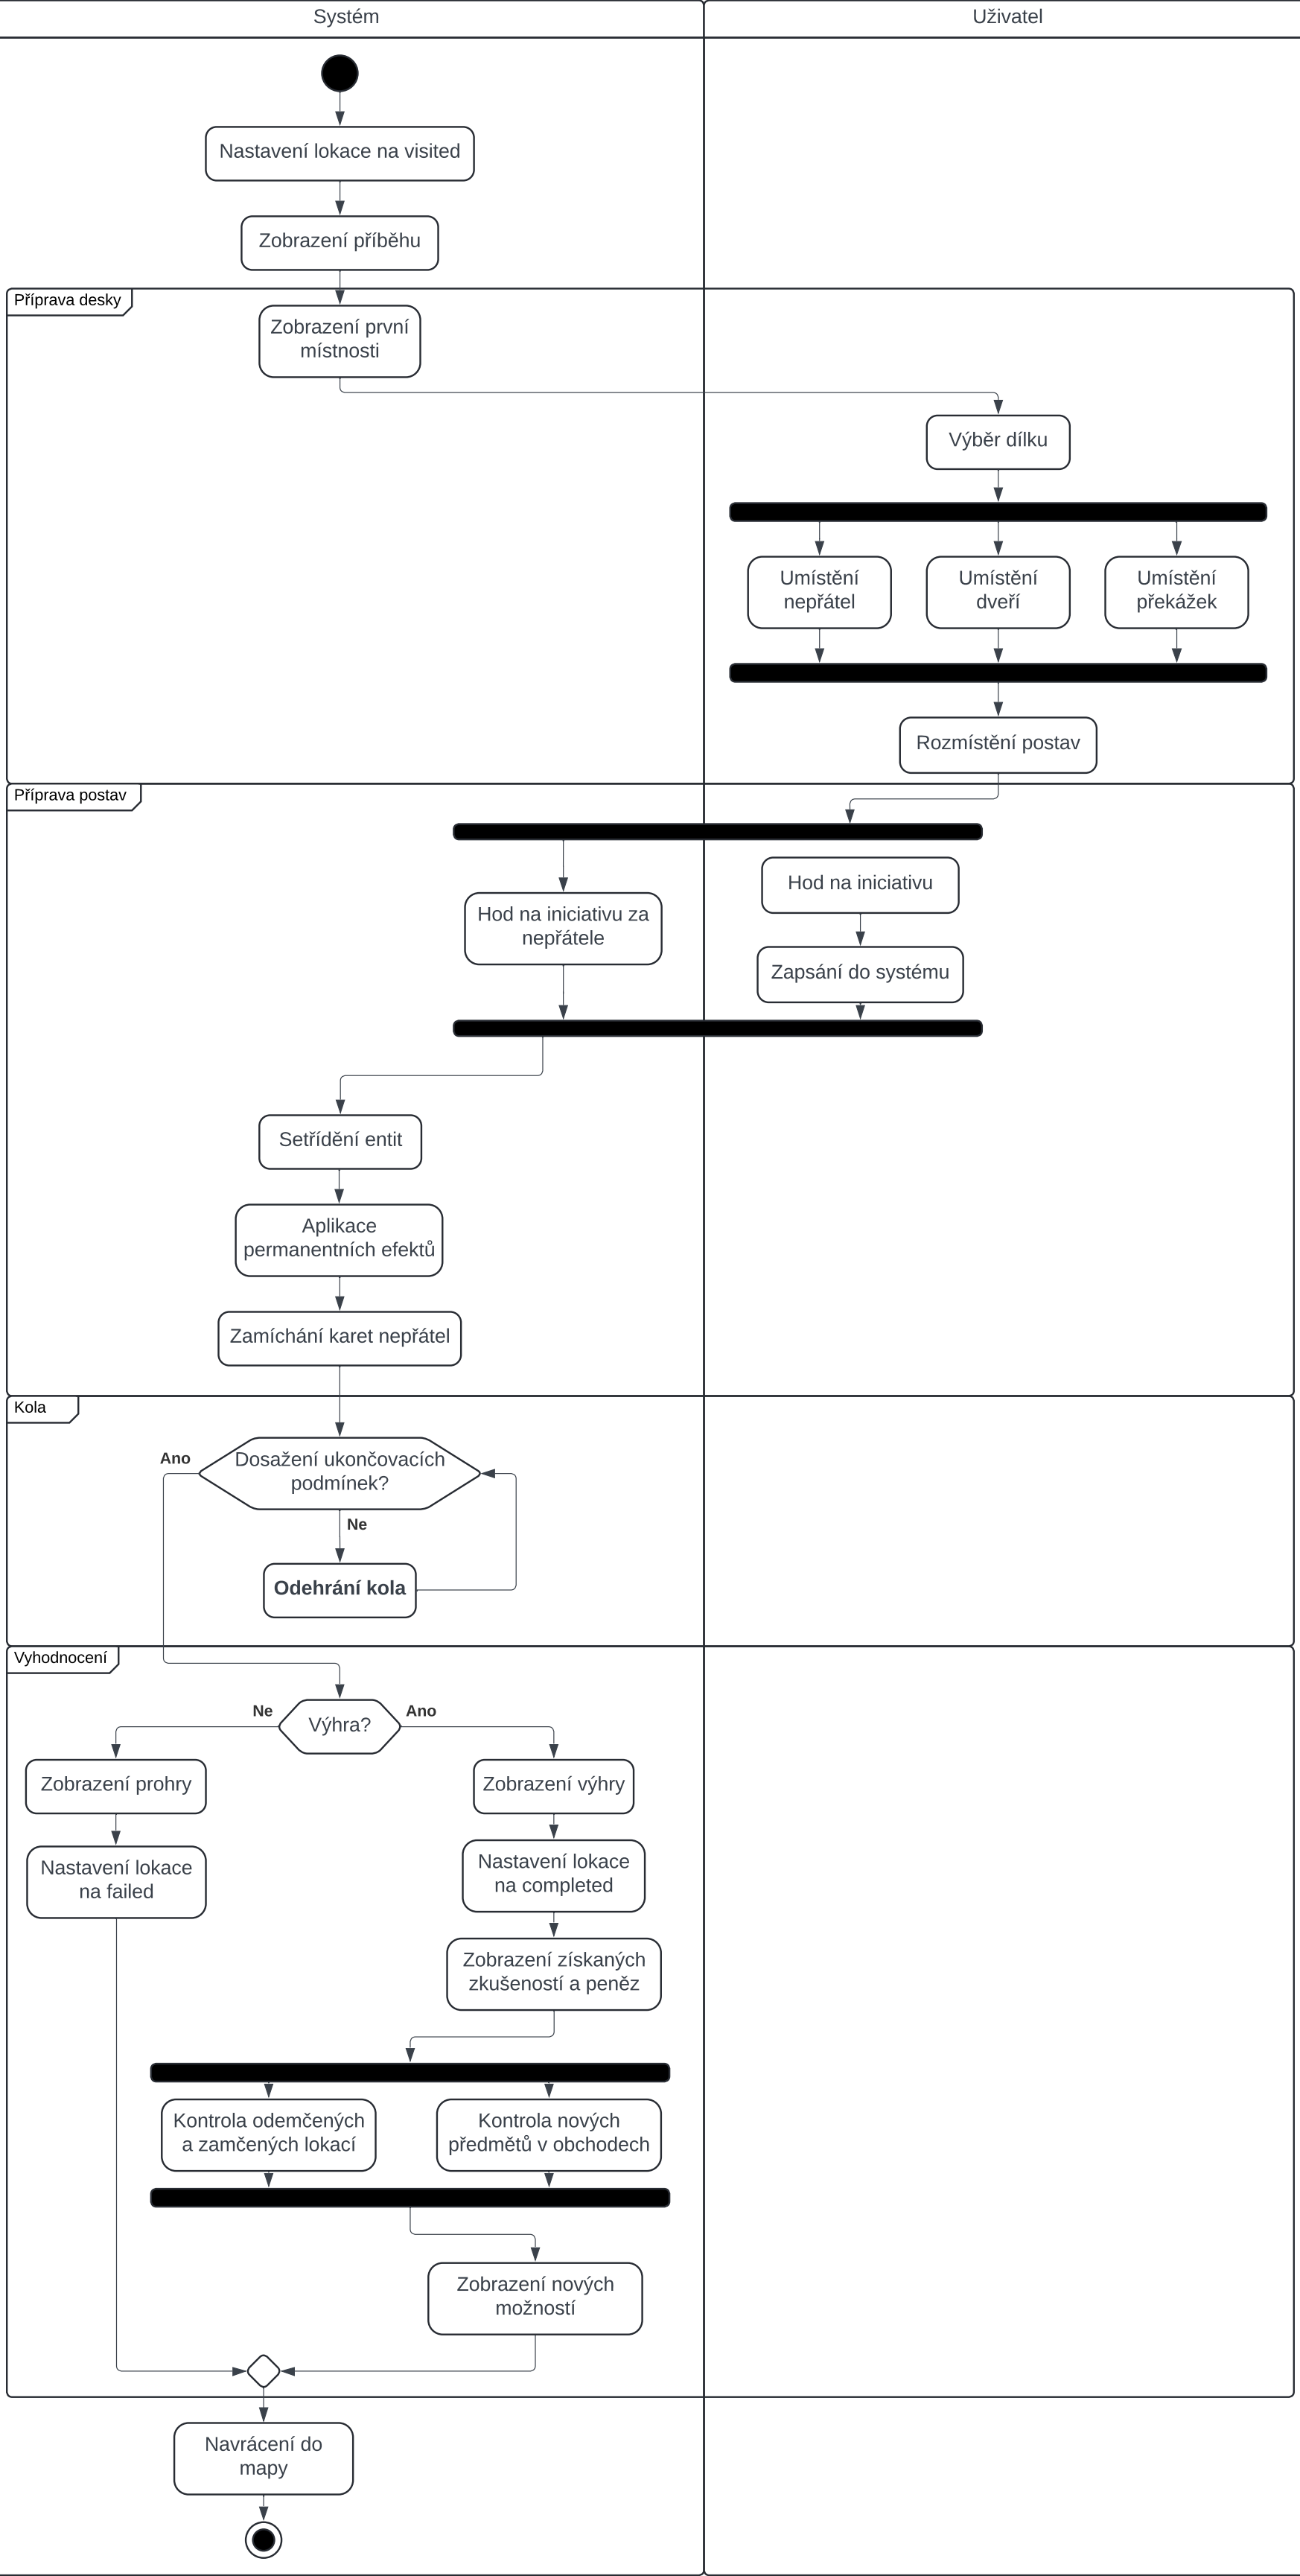 Systém
Uživatel
Nastavení lokace na visited
Zobrazení příběhu
Příprava desky
Zobrazení první
místnosti
Výběr dílku
Umístění
nepřátel
Umístění
dveří
Umístění
překážek
Rozmístění postav
Příprava postav
Hod na iniciativu za
nepřátele
Hod na iniciativu
Zapsání do systému
Setřídění entit
Aplikace
permanentních efektů
Zamíchání karet nepřátel
Kola
Ano
Dosažení ukončovacích
podmínek?
Ne
Odehrání kola
Vyhodnocení
Ne
Výhra?
Ano
Zobrazení prohry
Zobrazení výhry
Nastavení lokace
na failed
Nastavení lokace
na completed
Zobrazení získaných
zkušeností a peněz
Kontrola odemčených
a zamčených lokací
Kontrola nových
předmětů v obchodech
Zobrazení nových
možností
Navrácení do
mapy